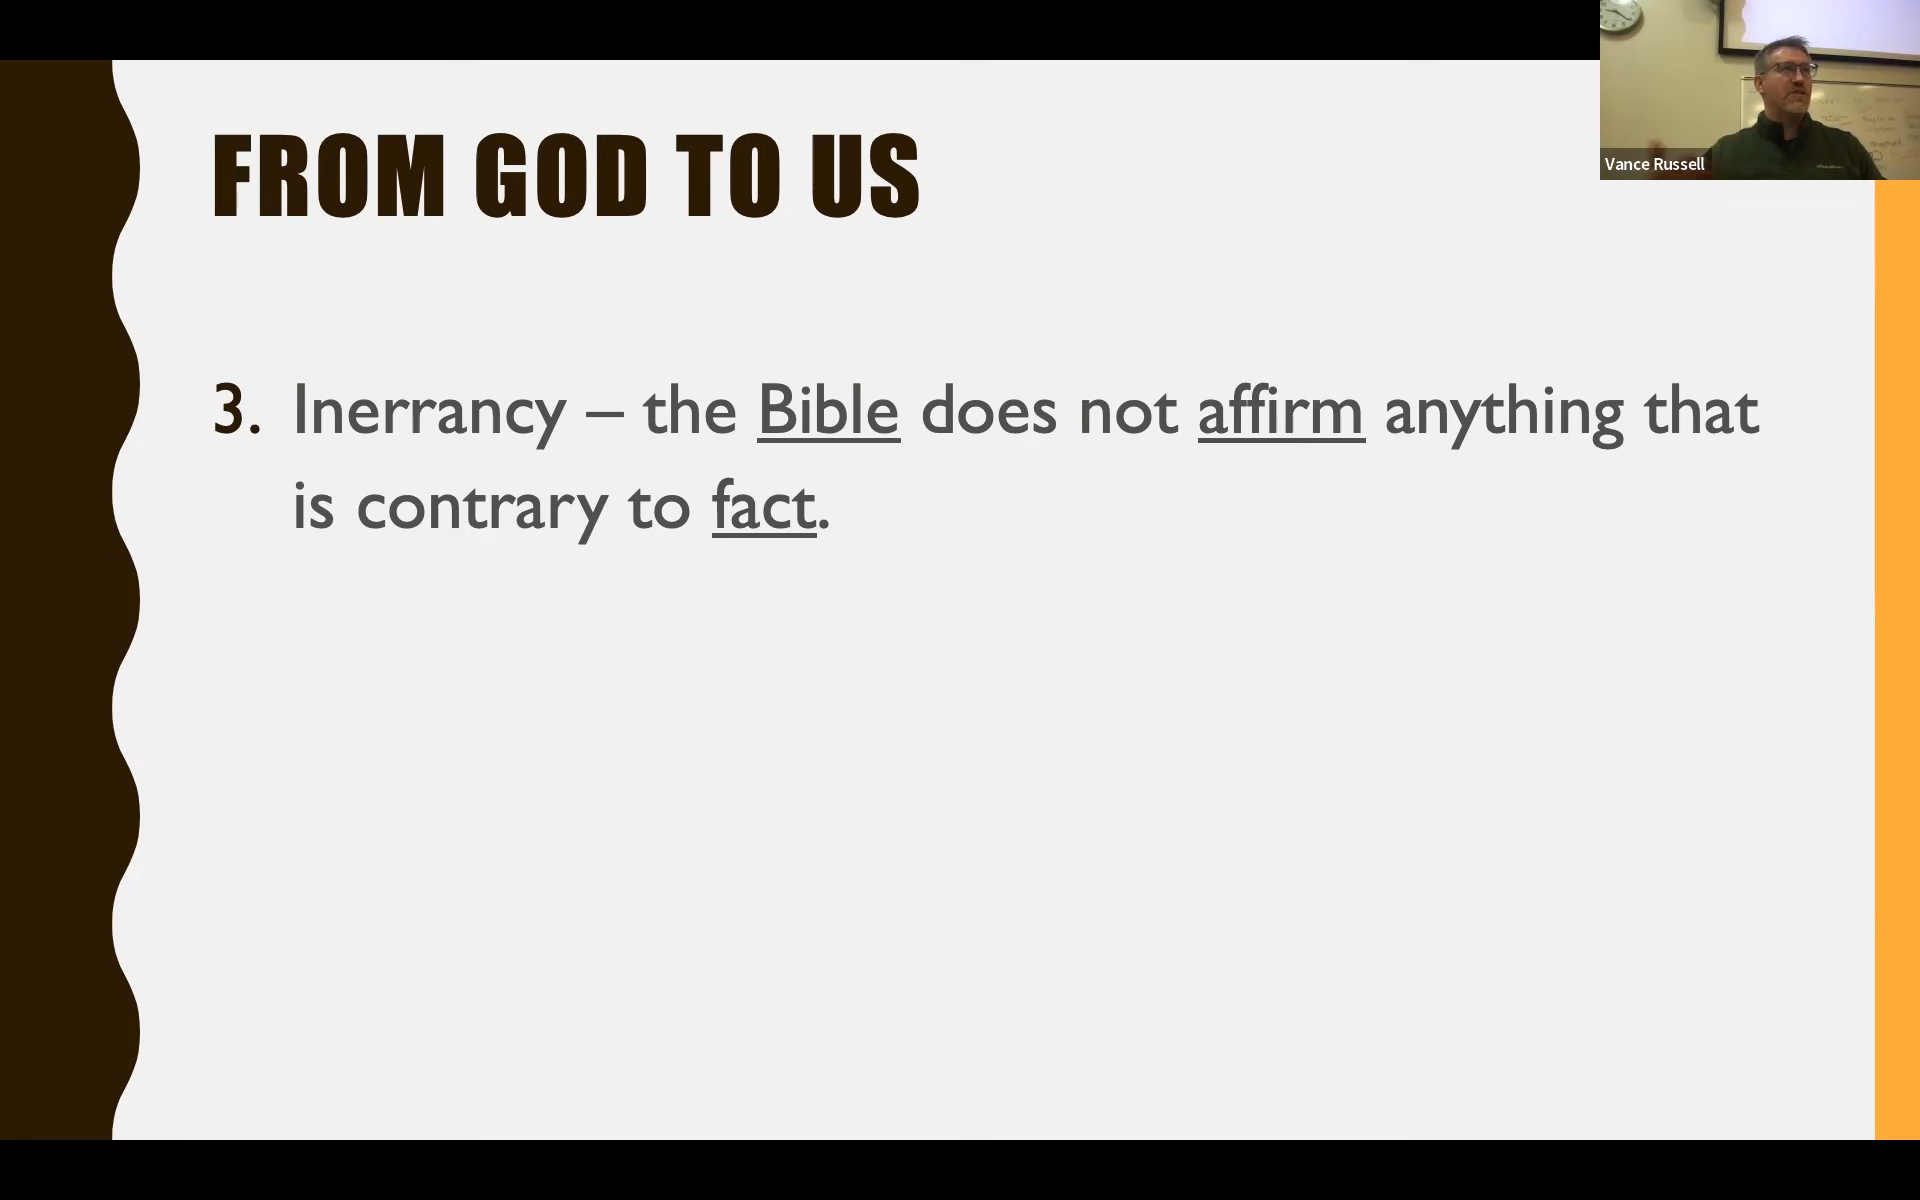 FROM GOD TO US
3. Inerrancy – the Bible does not affirm anything that
is contrary to fact.
Vance Russell